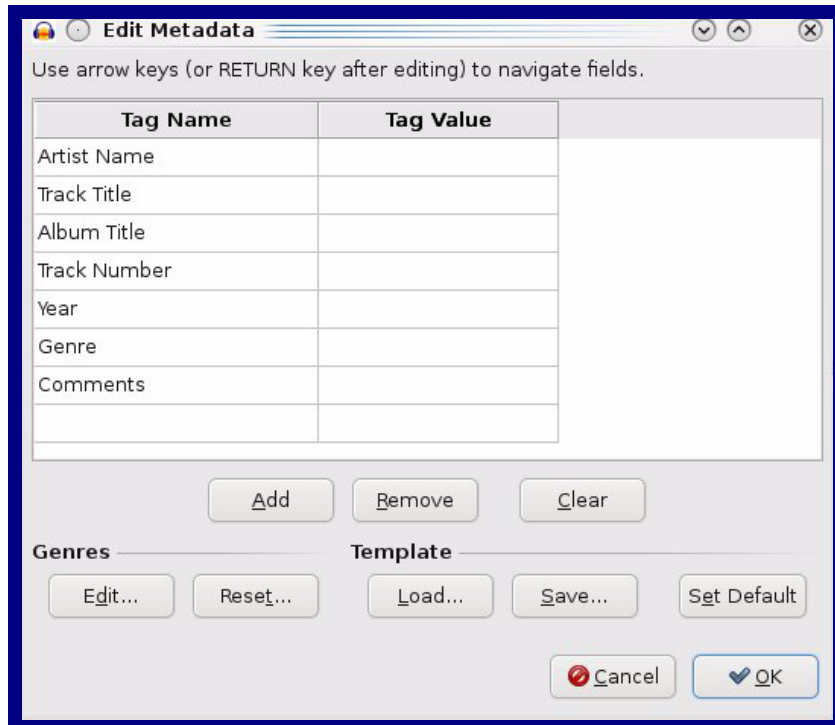 Edit Metadata
Use arrow keys (or RETURN key after editing) to navigate fields.
Tag Name Tag Value
Artist Name
Track Title
Album Title
Track Number
Year
Genre
Comments
Add Remove Clear
Genres Template
Edit... Reset... Load... Save... Set Default
Cancel OK